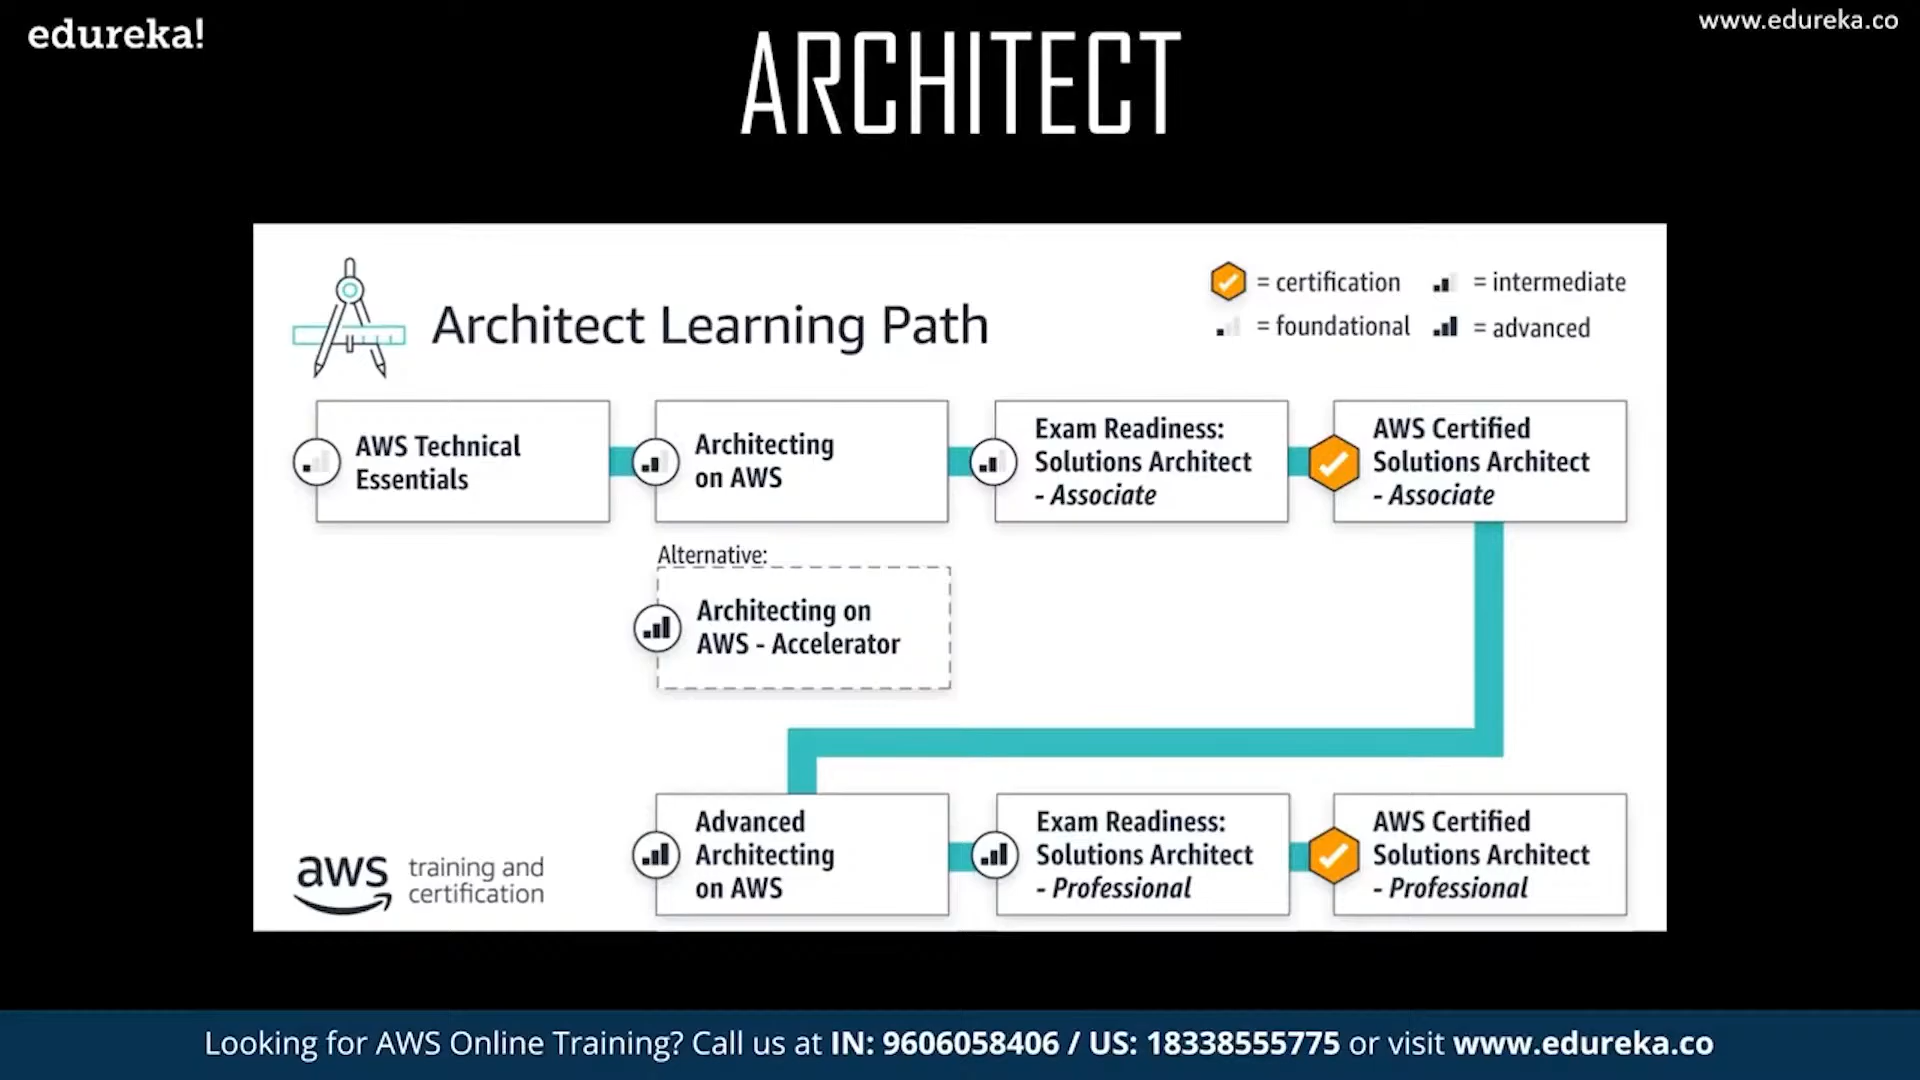 edureka!
www.edureka.co
ARCHITECT
Architect Learning Path
= certification
= intermediate
= foundational
= advanced
AWS Technical
Essentials
Architecting
on AWS
Exam Readiness:
Solutions Architect
- Associate
AWS Certified
Solutions Architect
- Associate
Alternative:
Architecting on
AWS - Accelerator
Advanced
Architecting
on AWS
Exam Readiness:
Solutions Architect
- Professional
AWS Certified
Solutions Architect
- Professional
aws training and
certification
Looking for AWS Online Training? Call us at IN: 9606058406 / US: 18338555775 or visit www.edureka.co